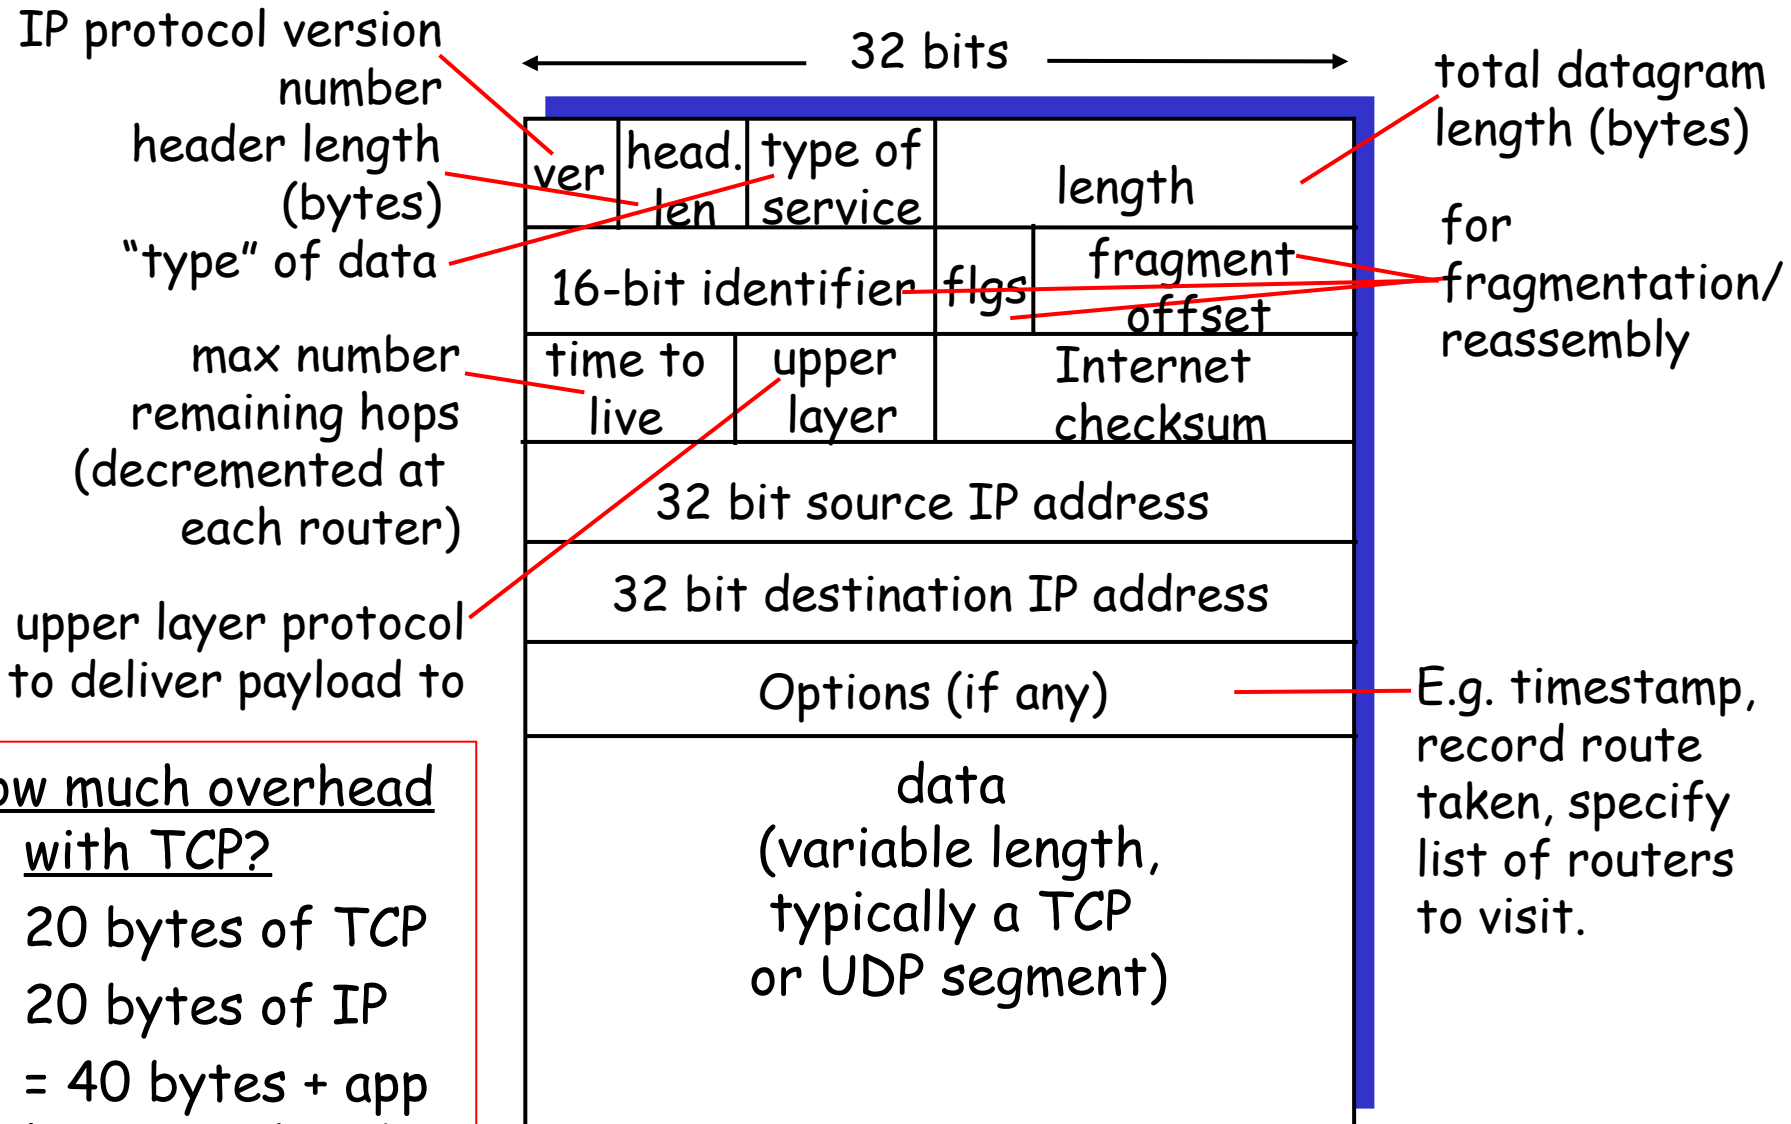 IP protocol version
number
header length
(bytes)
“type” of data
max number
remaining hops
(decremented at
each router)
upper layer protocol
to deliver payload to
32 bits
ver
head.
len
type of
service
length
16-bit identifier
flgs
fragment
offset
time to
live
upper
layer
Internet
checksum
32 bit source IP address
32 bit destination IP address
Options (if any)
data
(variable length,
typically a TCP
or UDP segment)
total datagram
length (bytes)
for
fragmentation/
reassembly
E.g. timestamp,
record route
taken, specify
list of routers
to visit.
much overhead
with TCP?
20 bytes of TCP
20 bytes of IP
= 40 bytes + app